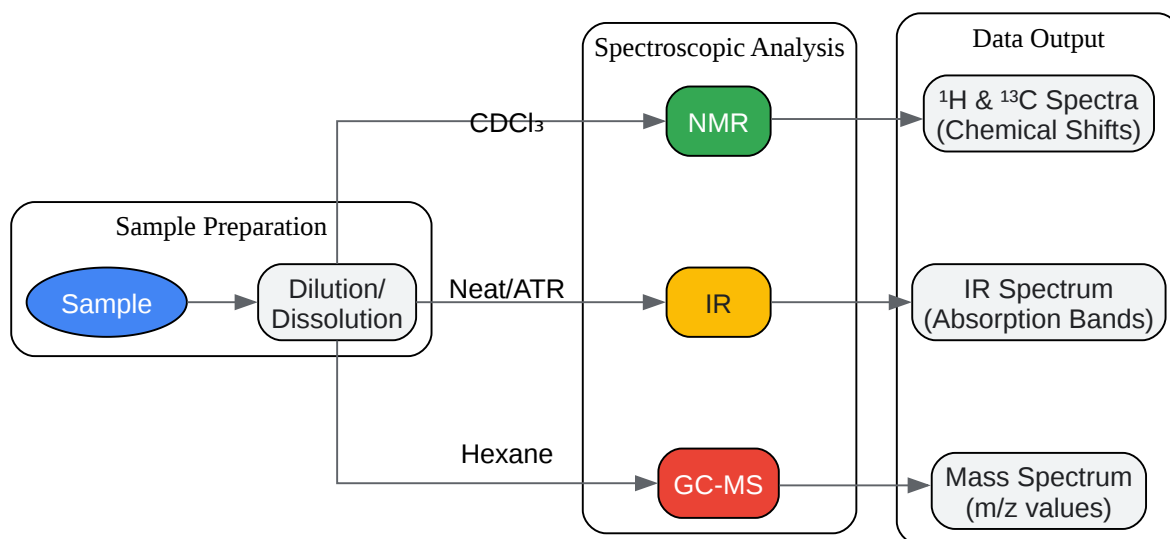 Sample Preparation
Sample
Dilution/
Dissolution
CDCl₃
Neat/ATR
Hexane
Spectroscopic Analysis
NMR
IR
GC-MS
Data Output
¹H & ¹³C Spectra
(Chemical Shifts)
IR Spectrum
(Absorption Bands)
Mass Spectrum
(m/z values)